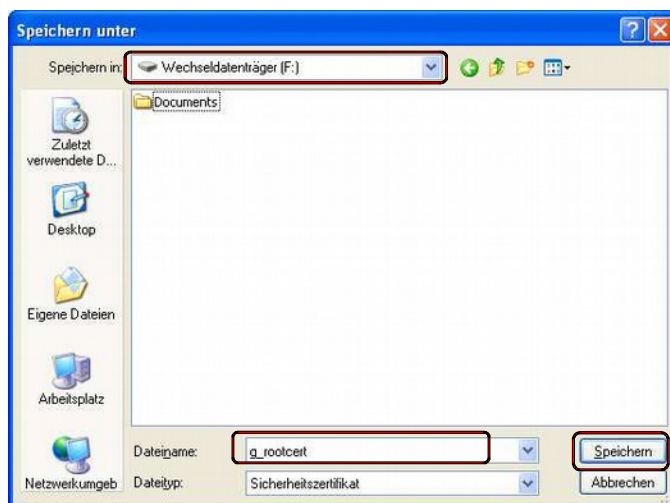 Speichern unter
Speichern in:
Wechseldatenträger (F:)
Documents
Zuletzt
verwendete D...
Desktop
Eigene Dateien
Arbeitsplatz
Netzwerkumgeb
Dateiname:
g_rootcert
Speichern
Dateityp:
Sicherheitszertifikat
Abbrechen